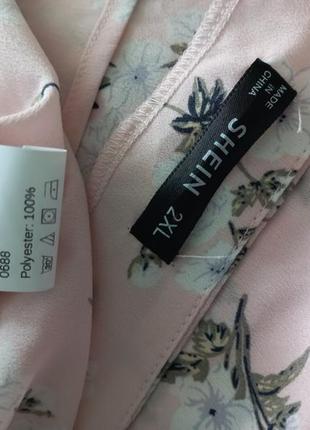 MADE IN
CHINA
SHEIN
2XL
Polyester: 100%
0688